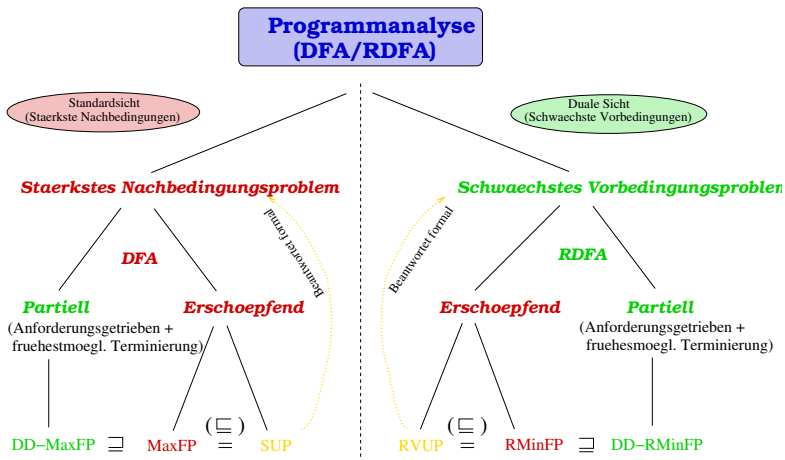 Programmanalyse
(DFA/RDFA)
Standardsicht
(Staerkste Nachbedingungen)
Duale Sicht
(Schwaechste Vorbedingungen)
Staerkstes Nachbedingungsproblem
Schwaechstes Vorbedingungsproblem
Beantwortet formal
Beantwortet formal
DFA
RDFA
Partiell
(Anforderungsgetrieben +
fruehestmoegl. Terminierung)
Erschoepfend
Erschoepfend
Partiell
(Anforderungsgetrieben +
fruehesmoegl. Terminierung)
(⊑)
(⊑)
DD−MaxFP ⊒ MaxFP = SUP
RVUP = RMinFP ⊒ DD−RMinFP